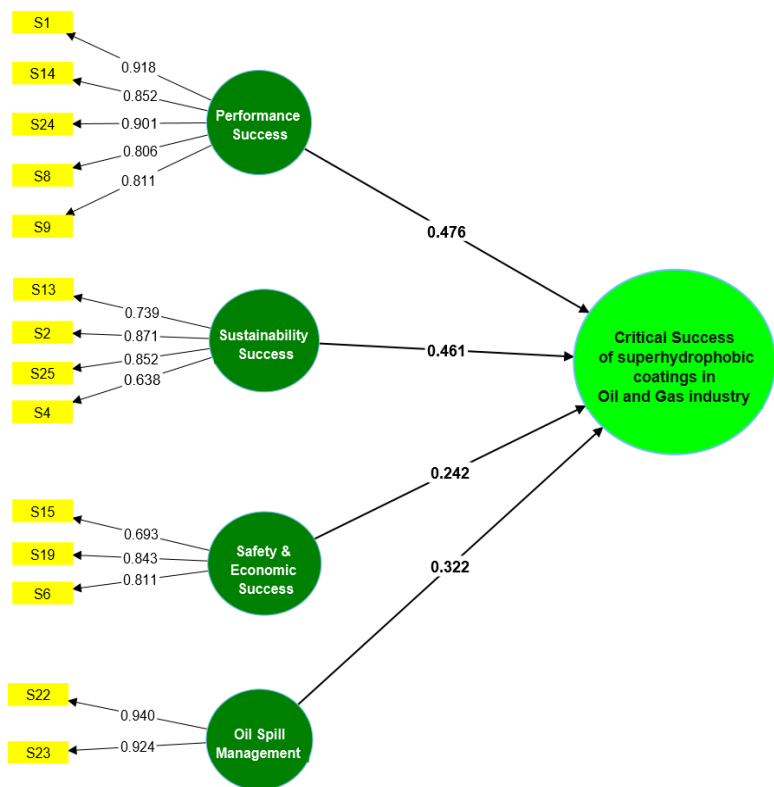 S1
0.918
S14
0.852
S24
0.901
S8
0.806
S9
0.811
Performance
Success
0.476
S13
0.739
S2
0.871
S25
0.852
S4
0.638
Sustainability
Success
0.461
Critical Success
of superhydrophobic
coatings in
Oil and Gas industry
S15
0.693
S19
0.843
S6
0.811
Safety &
Economic
Success
0.242
0.322
S22
0.940
S23
0.924
Oil Spill
Management